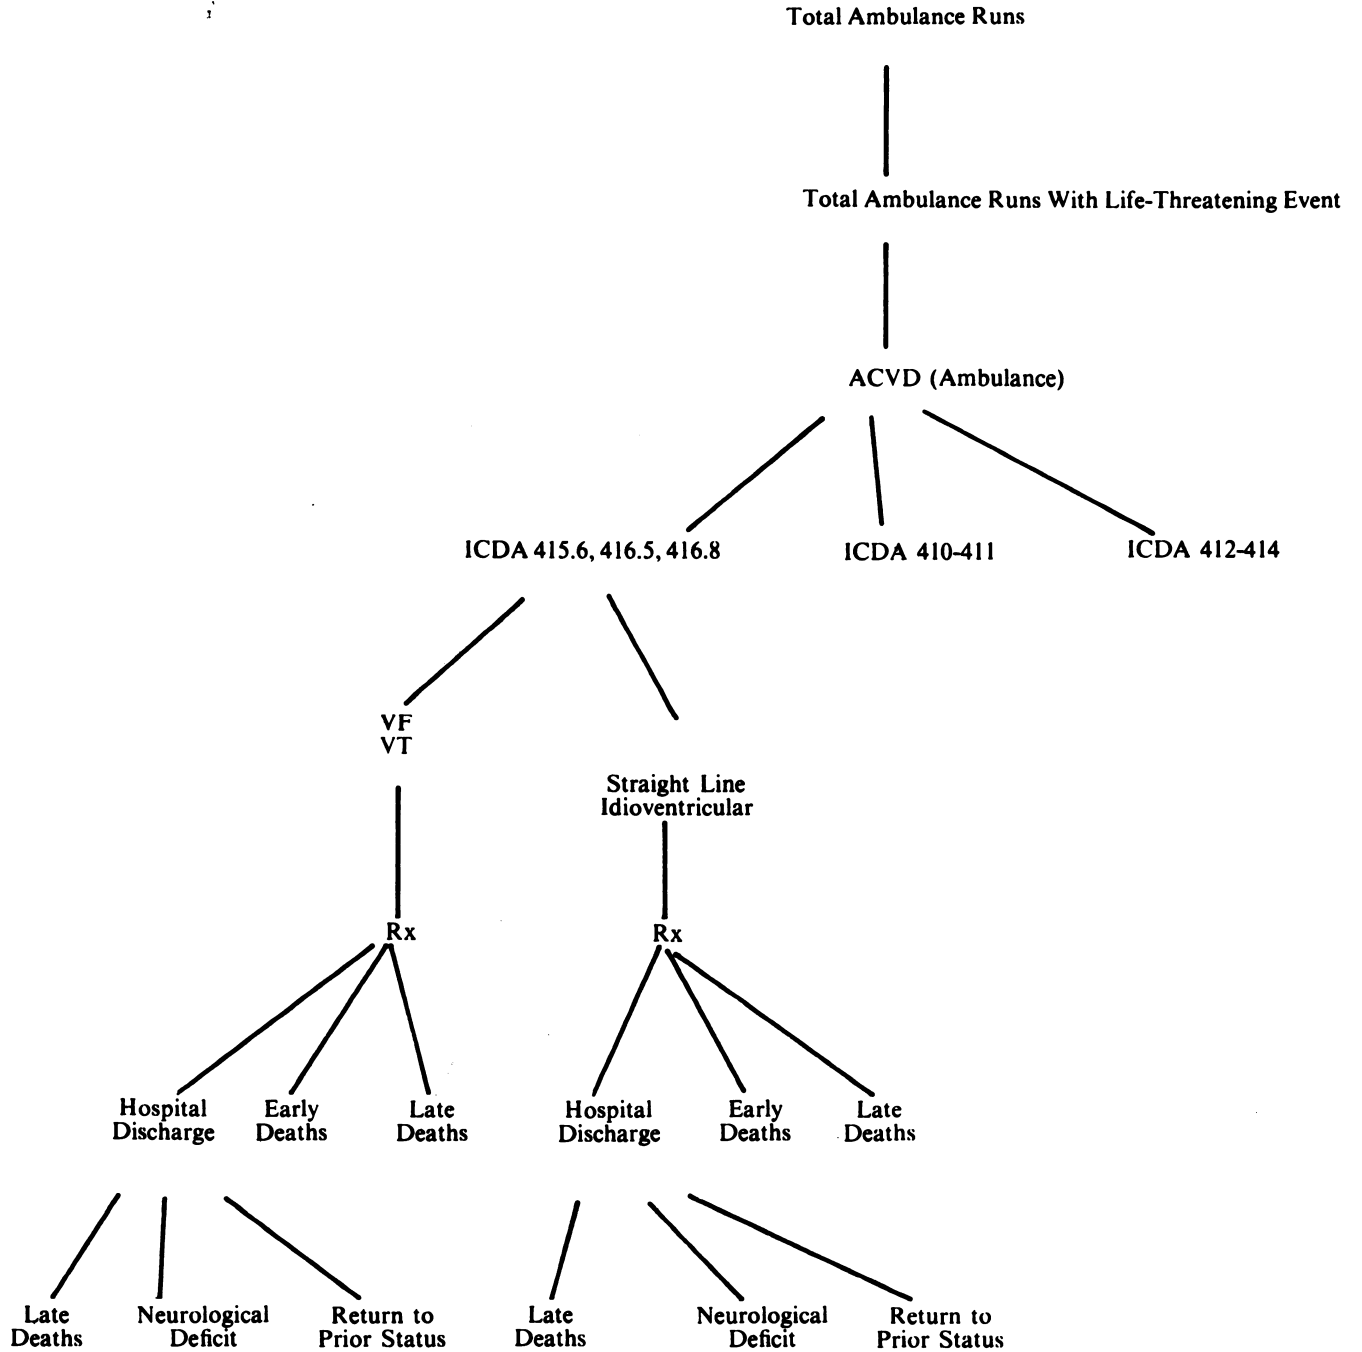 Total Ambulance Runs
Total Ambulance Runs With Life-Threatening Event
ACVD (Ambulance)
ICDA 415.6, 416.5, 416.8
ICDA 410-411
ICDA 412-414
VF
VT
Straight Line
Idioventricular
Rx
Rx
Hospital
Discharge
Early
Deaths
Late
Deaths
Hospital
Discharge
Early
Deaths
Late
Deaths
Late
Deaths
Neurological
Deficit
Return to
Prior Status
Late
Deaths
Neurological
Deficit
Return to
Prior Status